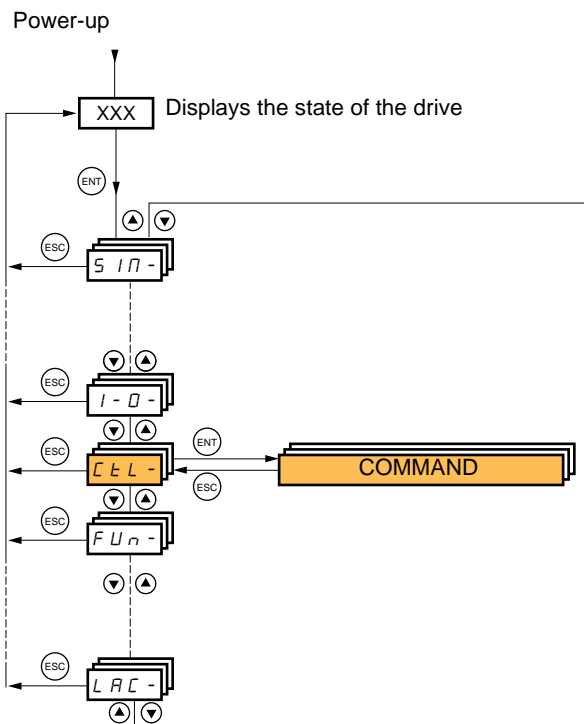 Power-up
XXX Displays the state of the drive
ENT
ESC
SIM-
ESC
I-O-
ESC
CtL-
ENT
ESC
COMMAND
ESC
FUn-
ESC
LAC-